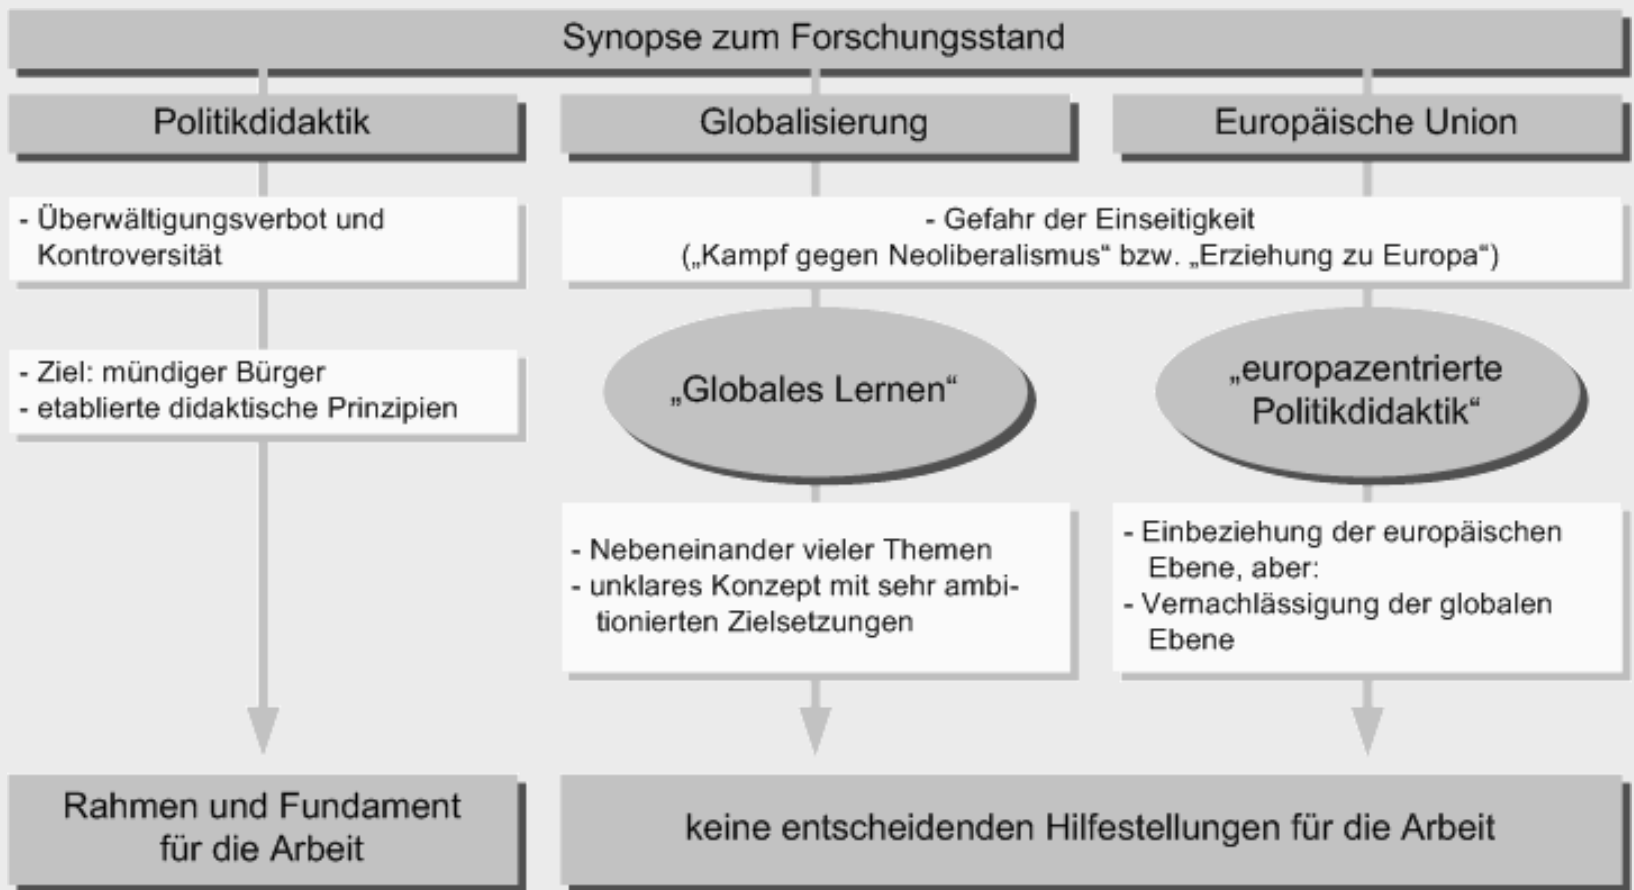 Synopse zum Forschungsstand
Politikdidaktik
Globalisierung
Europäische Union
- Überwältigungsverbot und
Kontroversität
- Gefahr der Einseitigkeit
(„Kampf gegen Neoliberalismus“ bzw. „Erziehung zu Europa“)
- Ziel: mündiger Bürger
- etablierte didaktische Prinzipien
„Globales Lernen“
„europazentrierte
Politikdidaktik“
- Nebeneinander vieler Themen
- unklares Konzept mit sehr ambi-
tionierten Zielsetzungen
- Einbeziehung der europäischen
Ebene, aber:
- Vernachlässigung der globalen
Ebene
Rahmen und Fundament
für die Arbeit
keine entscheidenden Hilfestellungen für die Arbeit